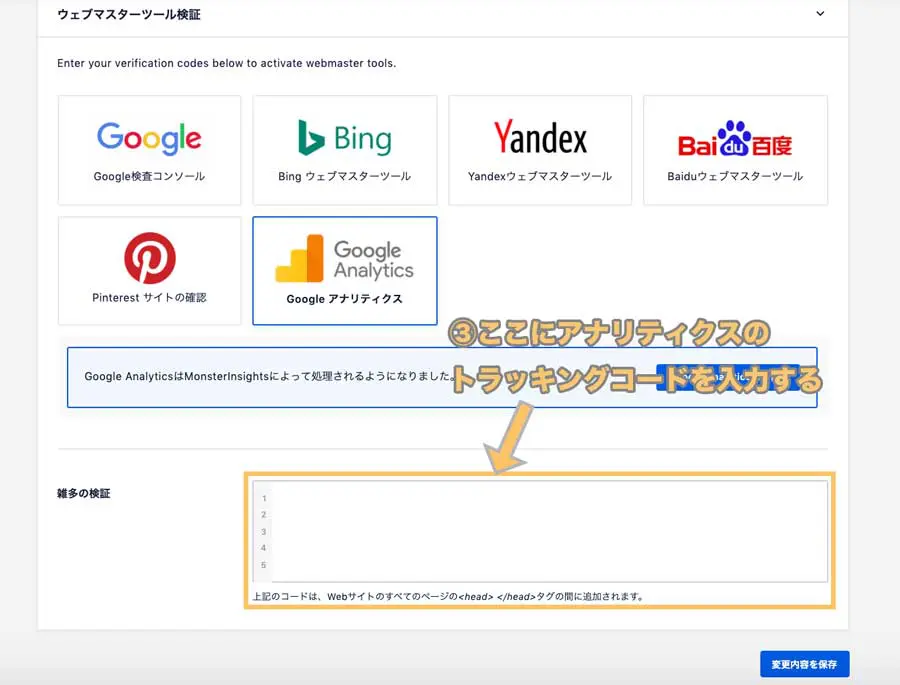 ウェブマスターツール検証
Enter your verification codes below to activate webmaster tools.
Google
Bing
Yandex
Bai du 百度
Google検査コンソール
Bing ウェブマスターツール
Yandexウェブマスターツール
Baiduウェブマスターツール
Google
Analytics
Pinterest サイトの確認
Google アナリティクス
③ここにアナリティクスの
トラッキングコードを入力する
Google AnalyticsはMonsterInsightsによって処理されるようになりました。
雑多の検証
1
2
3
4
5
上記のコードは、Webサイトのすべてのページの<head> </head>タグの間に追加されます。
変更内容を保存